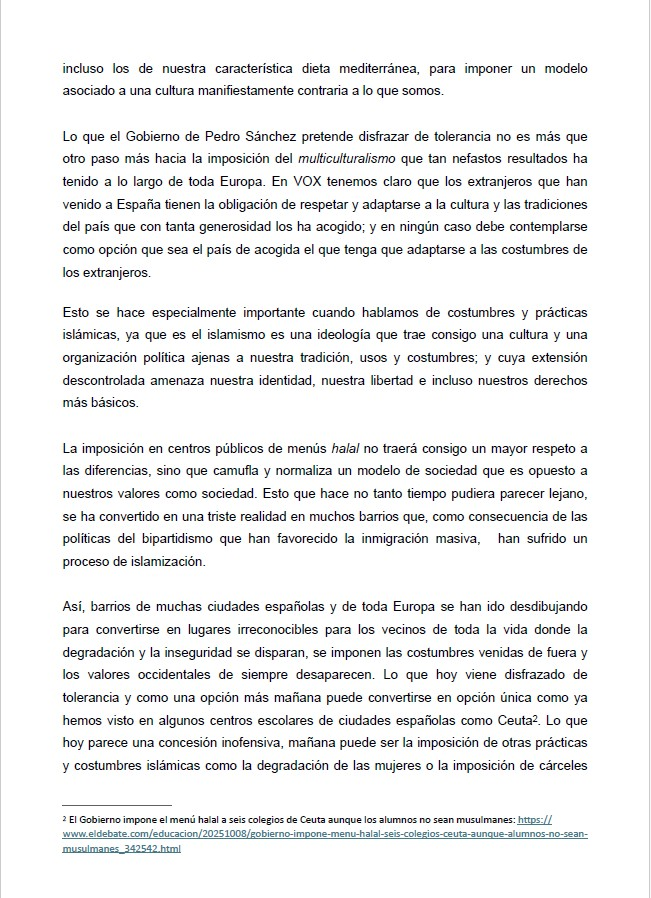 incluso los de nuestra característica dieta mediterránea, para imponer un modelo
asociado a una cultura manifiestamente contraria a lo que somos.
Lo que el Gobierno de Pedro Sánchez pretende disfrazar de tolerancia no es más que
otro paso más hacia la imposición del multiculturalismo que tan nefastos resultados ha
tenido a lo largo de toda Europa. En VOX tenemos claro que los extranjeros que han
venido a España tienen la obligación de respetar y adaptarse a la cultura y las tradiciones
del país que con tanta generosidad los ha acogido; y en ningún caso debe contemplarse
como opción que sea el país de acogida el que tenga que adaptarse a las costumbres de
los extranjeros.
Esto se hace especialmente importante cuando hablamos de costumbres y prácticas
islámicas, ya que es el islamismo es una ideología que trae consigo una cultura y una
organización política ajenas a nuestra tradición, usos y costumbres; y cuya extensión
descontrolada amenaza nuestra identidad, nuestra libertad e incluso nuestros derechos
más básicos.
La imposición en centros públicos de menús halal no traerá consigo un mayor respeto a
las diferencias, sino que camufla y normaliza un modelo de sociedad que es opuesto a
nuestros valores como sociedad. Esto que hace no tanto tiempo pudiera parecer lejano,
se ha convertido en una triste realidad en muchos barrios que, como consecuencia de las
políticas del bipartidismo que han favorecido la inmigración masiva, han sufrido un
proceso de islamización.
Así, barrios de muchas ciudades españolas y de toda Europa se han ido desdibujando
para convertirse en lugares irreconocibles para los vecinos de toda la vida donde la
degradación y la inseguridad se disparan, se imponen las costumbres venidas de fuera y
los valores occidentales de siempre desaparecen. Lo que hoy viene disfrazado de
tolerancia y como una opción más mañana puede convertirse en opción única como ya
hemos visto en algunos centros escolares de ciudades españolas como Ceuta². Lo que
hoy parece una concesión inofensiva, mañana puede ser la imposición de otras prácticas
y costumbres islámicas como la degradación de las mujeres o la imposición de cárceles
² El Gobierno impone el menú halal a seis colegios de Ceuta aunque los alumnos no sean musulmanes: https://
www.eldebate.com/educacion/20251008/gobierno-impone-menu-halal-seis-colegios-ceuta-aunque-alumnos-no-sean-
musulmanes_342542.html